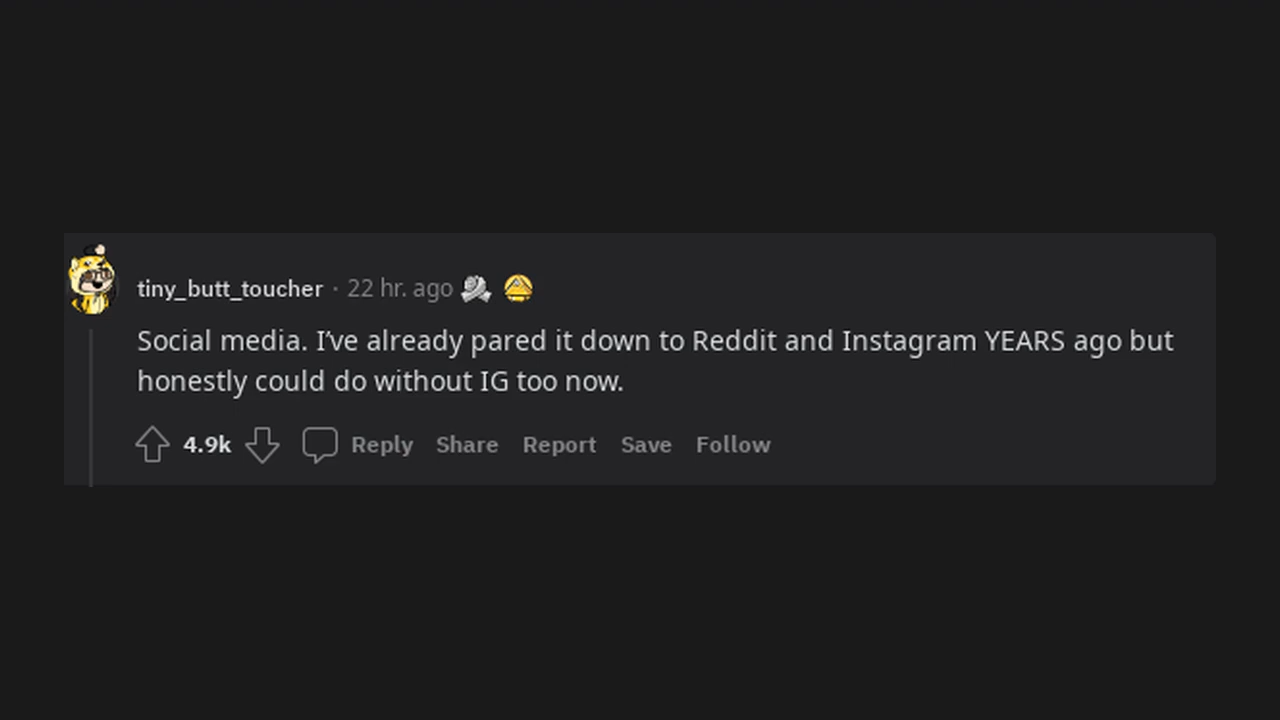 tiny_butt_toucher · 22 hr. ago
Social media. I’ve already pared it down to Reddit and Instagram YEARS ago but
honestly could do without IG too now.
4.9k Reply Share Report Save Follow